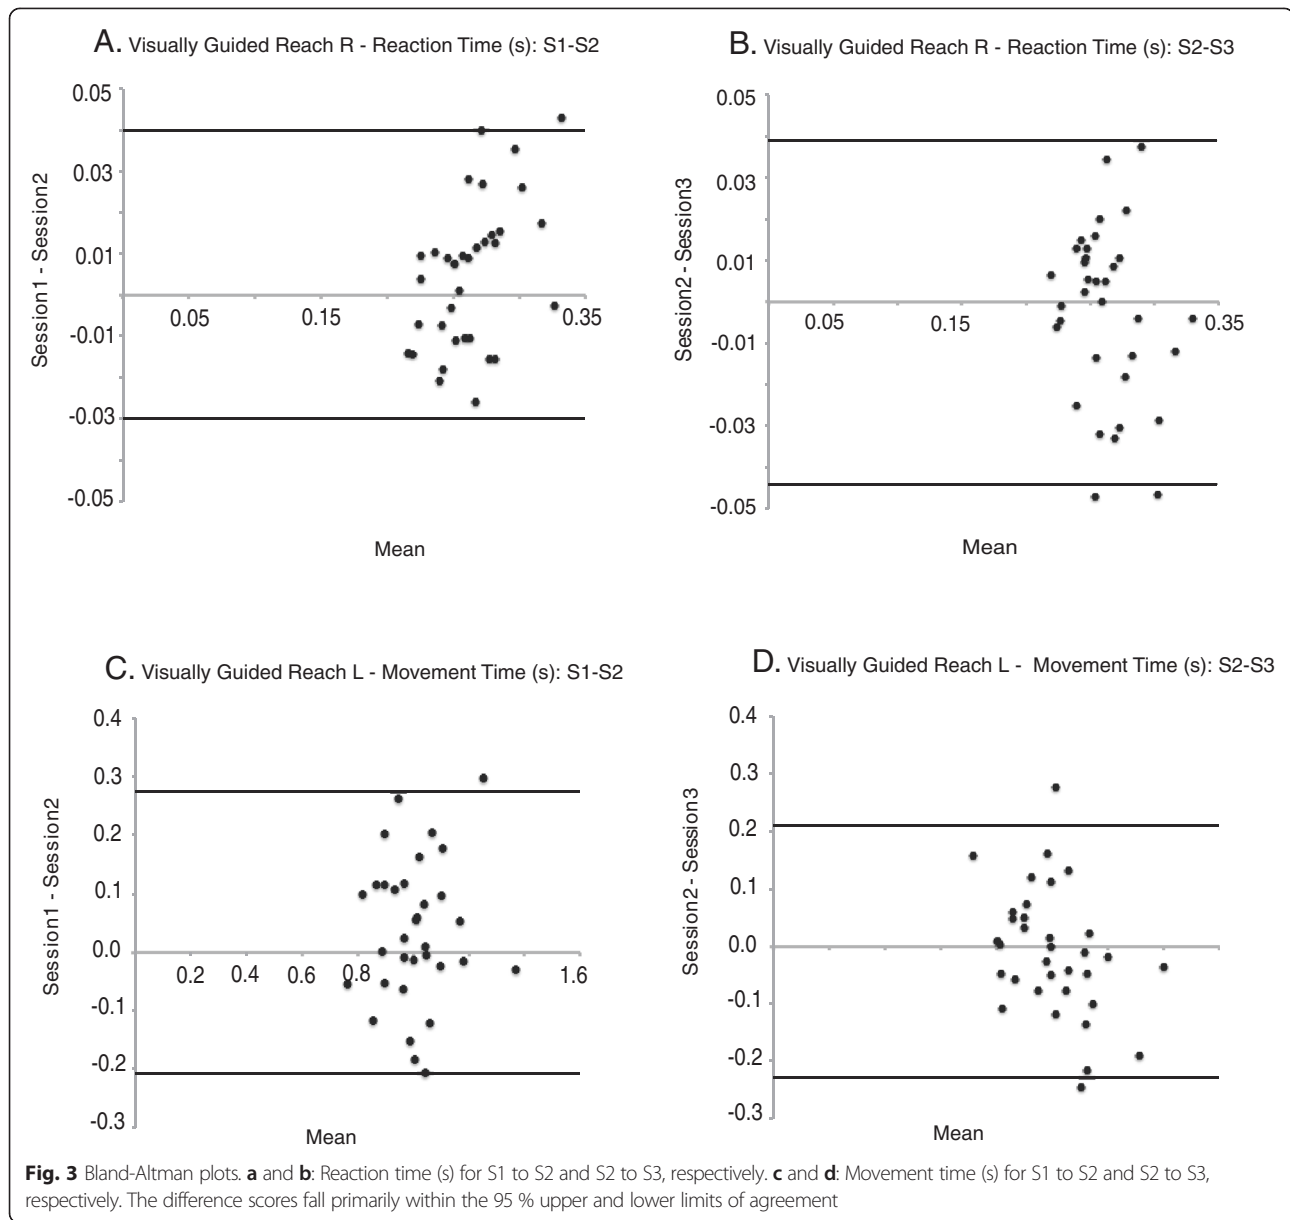 A. Visually Guided Reach R - Reaction Time (s): S1-S2
0.05
0.03
0.01
-0.01
-0.03
-0.05
0.05 0.15 0.35
Session1 - Session2
Mean
B. Visually Guided Reach R - Reaction Time (s): S2-S3
0.05
0.03
0.01
-0.01
-0.03
-0.05
0.05 0.15 0.35
Session2 - Session3
Mean
C. Visually Guided Reach L - Movement Time (s): S1-S2
0.4
0.3
0.2
0.1
0.0
-0.1
-0.2
-0.3
0.2 0.4 0.8 1.6
Session1 - Session2
Mean
D. Visually Guided Reach L - Movement Time (s): S2-S3
0.4
0.3
0.2
0.1
0.0
-0.1
-0.2
-0.3
Session2 - Session3
Mean
Fig. 3 Bland-Altman plots. a and b: Reaction time (s) for S1 to S2 and S2 to S3, respectively. c and d: Movement time (s) for S1 to S2 and S2 to S3,
respectively. The difference scores fall primarily within the 95 % upper and lower limits of agreement